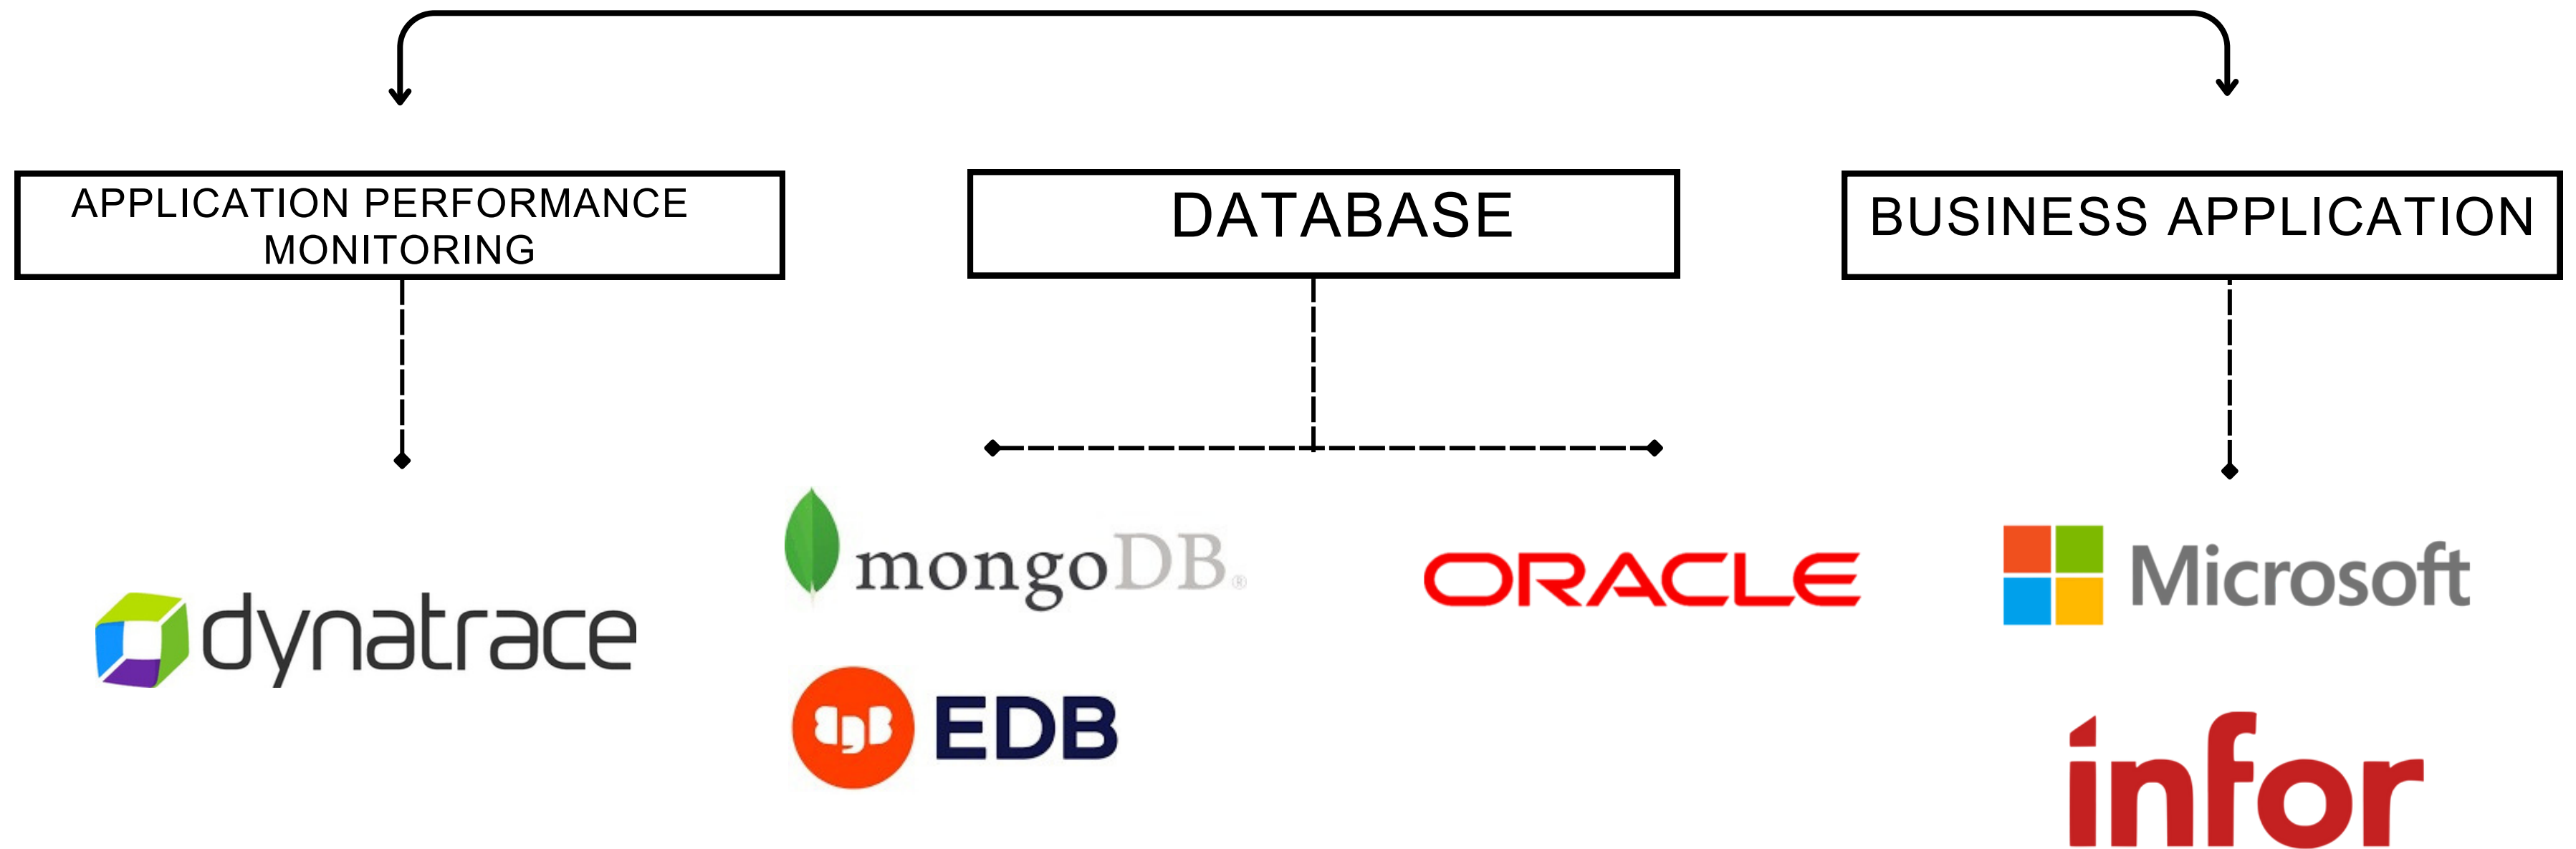 APPLICATION PERFORMANCE
MONITORING
DATABASE
BUSINESS APPLICATION
dynatrace
mongoDB®
ORACLE
Microsoft
EDB
infor